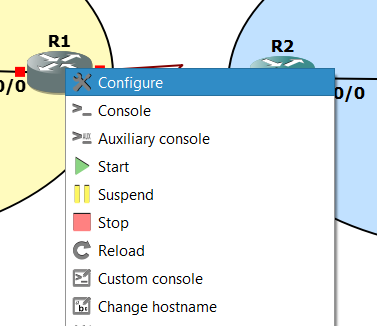 R1
R2
0/0
0/0
Configure
Console
Auxiliary console
Start
Suspend
Stop
Reload
Custom console
Change hostname